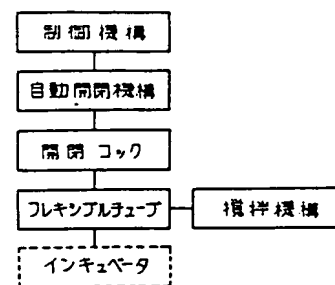 制御機構
自動開閉機構
開閉コック
フレキシブルチューブ
攪拌機構
インキュベータ